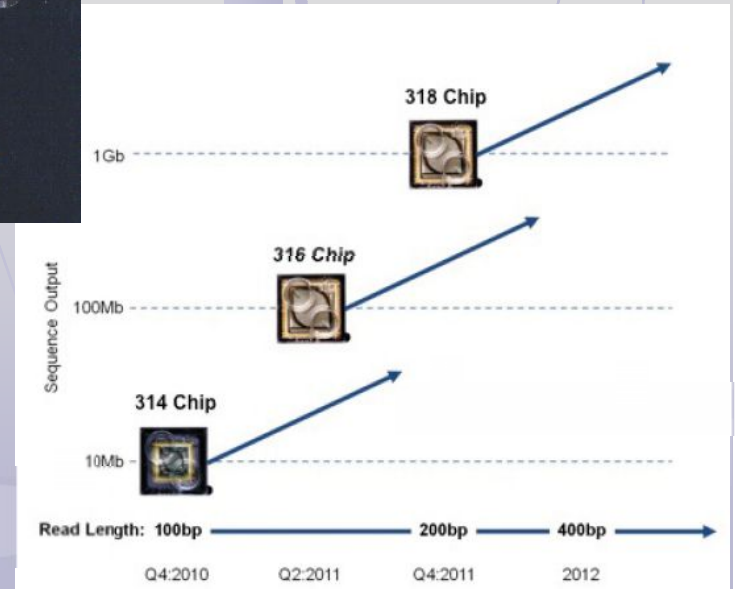 318 Chip
1Gb
316 Chip
Sequence Output
100Mb
314 Chip
10Mb
Read Length: 100bp 200bp 400bp
Q4:2010 Q2:2011 Q4:2011 2012